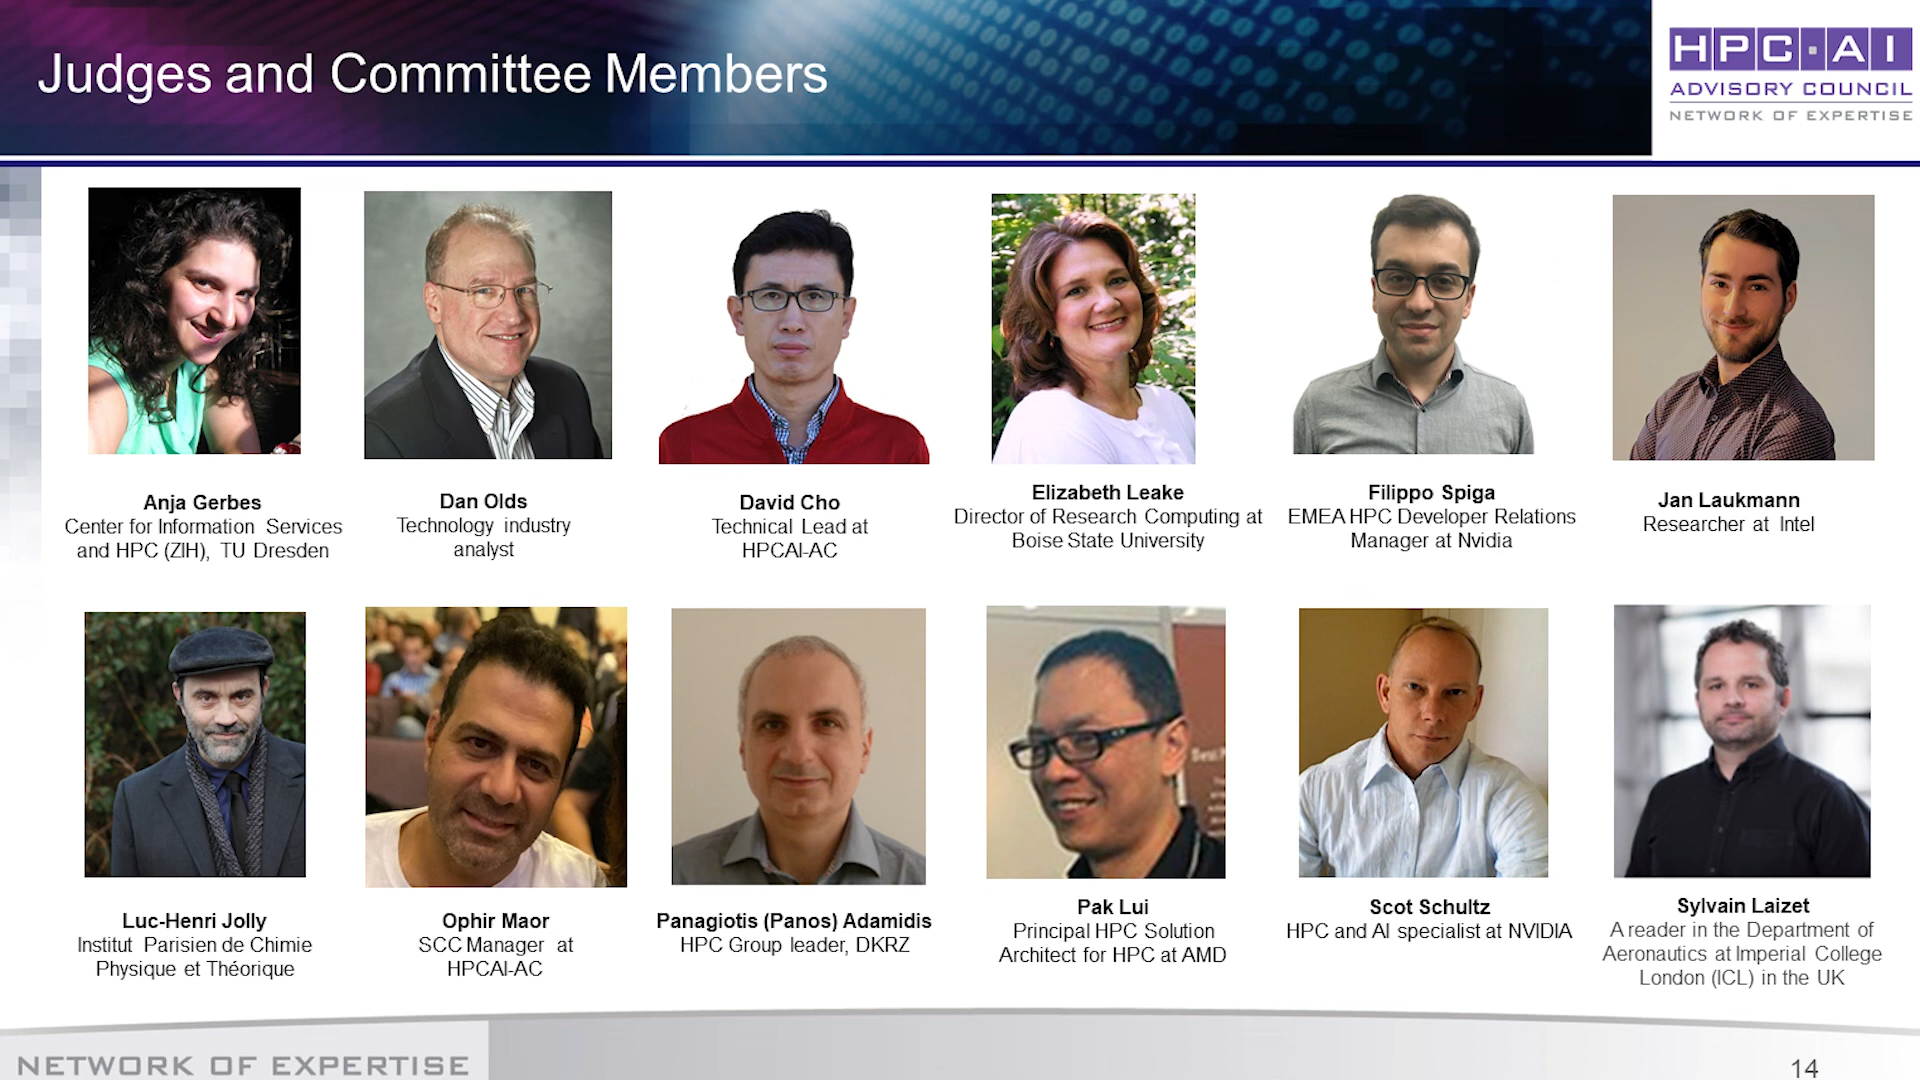 Judges and Committee Members
HPC·AI
ADVISORY COUNCIL
NETWORK OF EXPERTISE
Anja Gerbes
Center for Information Services
and HPC (ZIH), TU Dresden
Dan Olds
Technology industry
analyst
David Cho
Technical Lead at
HPCAI-AC
Elizabeth Leake
Director of Research Computing at
Boise State University
Filippo Spiga
EMEA HPC Developer Relations
Manager at Nvidia
Jan Laukmann
Researcher at Intel
Luc-Henri Jolly
Institut Parisien de Chimie
Physique et Théorique
Ophir Maor
SCC Manager at
HPCAI-AC
Panagiotis (Panos) Adamidis
HPC Group leader, DKRZ
Pak Lui
Principal HPC Solution
Architect for HPC at AMD
Scot Schultz
HPC and AI specialist at NVIDIA
Sylvain Laizet
A reader in the Department of
Aeronautics at Imperial College
London (ICL) in the UK
NETWORK OF EXPERTISE
14